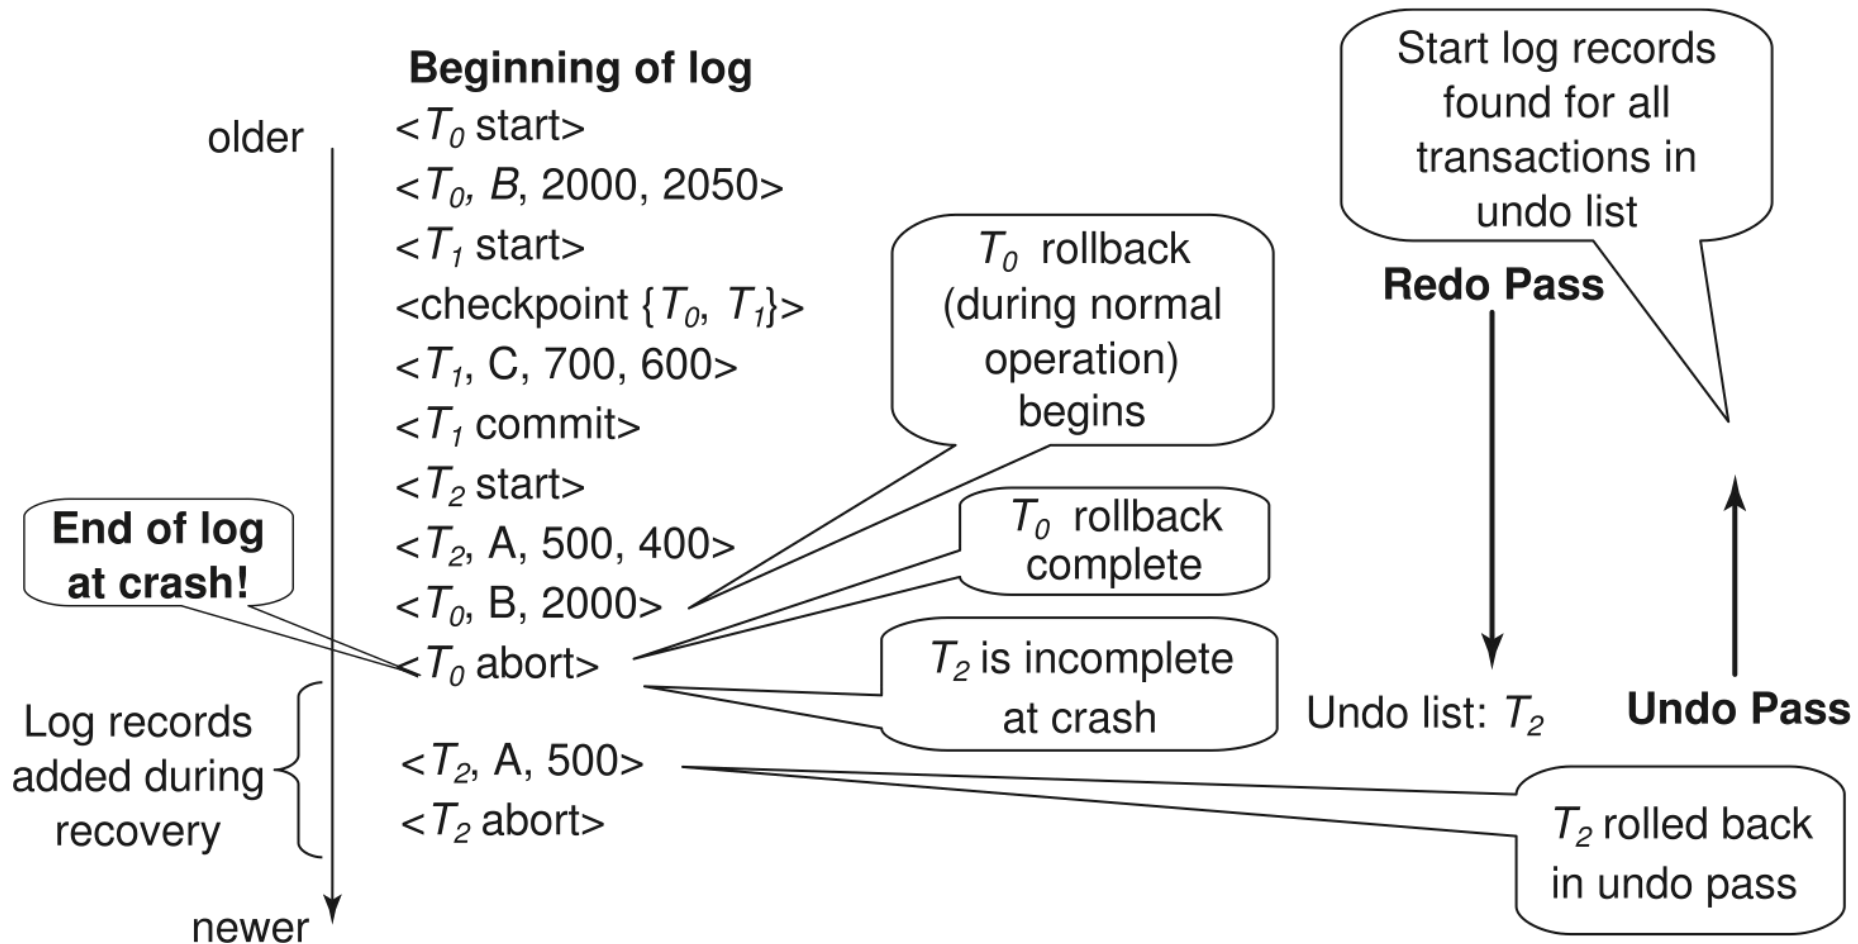 Beginning of log
older
<T0 start>
<T0, B, 2000, 2050>
<T1 start>
<checkpoint {T0, T1}>
<T1, C, 700, 600>
<T1 commit>
<T2 start>
<T2, A, 500, 400>
<T0, B, 2000>
<T0 abort>
<T2, A, 500>
<T2 abort>
newer
End of log
at crash!
Log records
added during
recovery
T0 rollback
(during normal
operation)
begins
T0 rollback
complete
T2 is incomplete
at crash
Start log records
found for all
transactions in
undo list
Redo Pass
Undo list: T2
Undo Pass
T2 rolled back
in undo pass